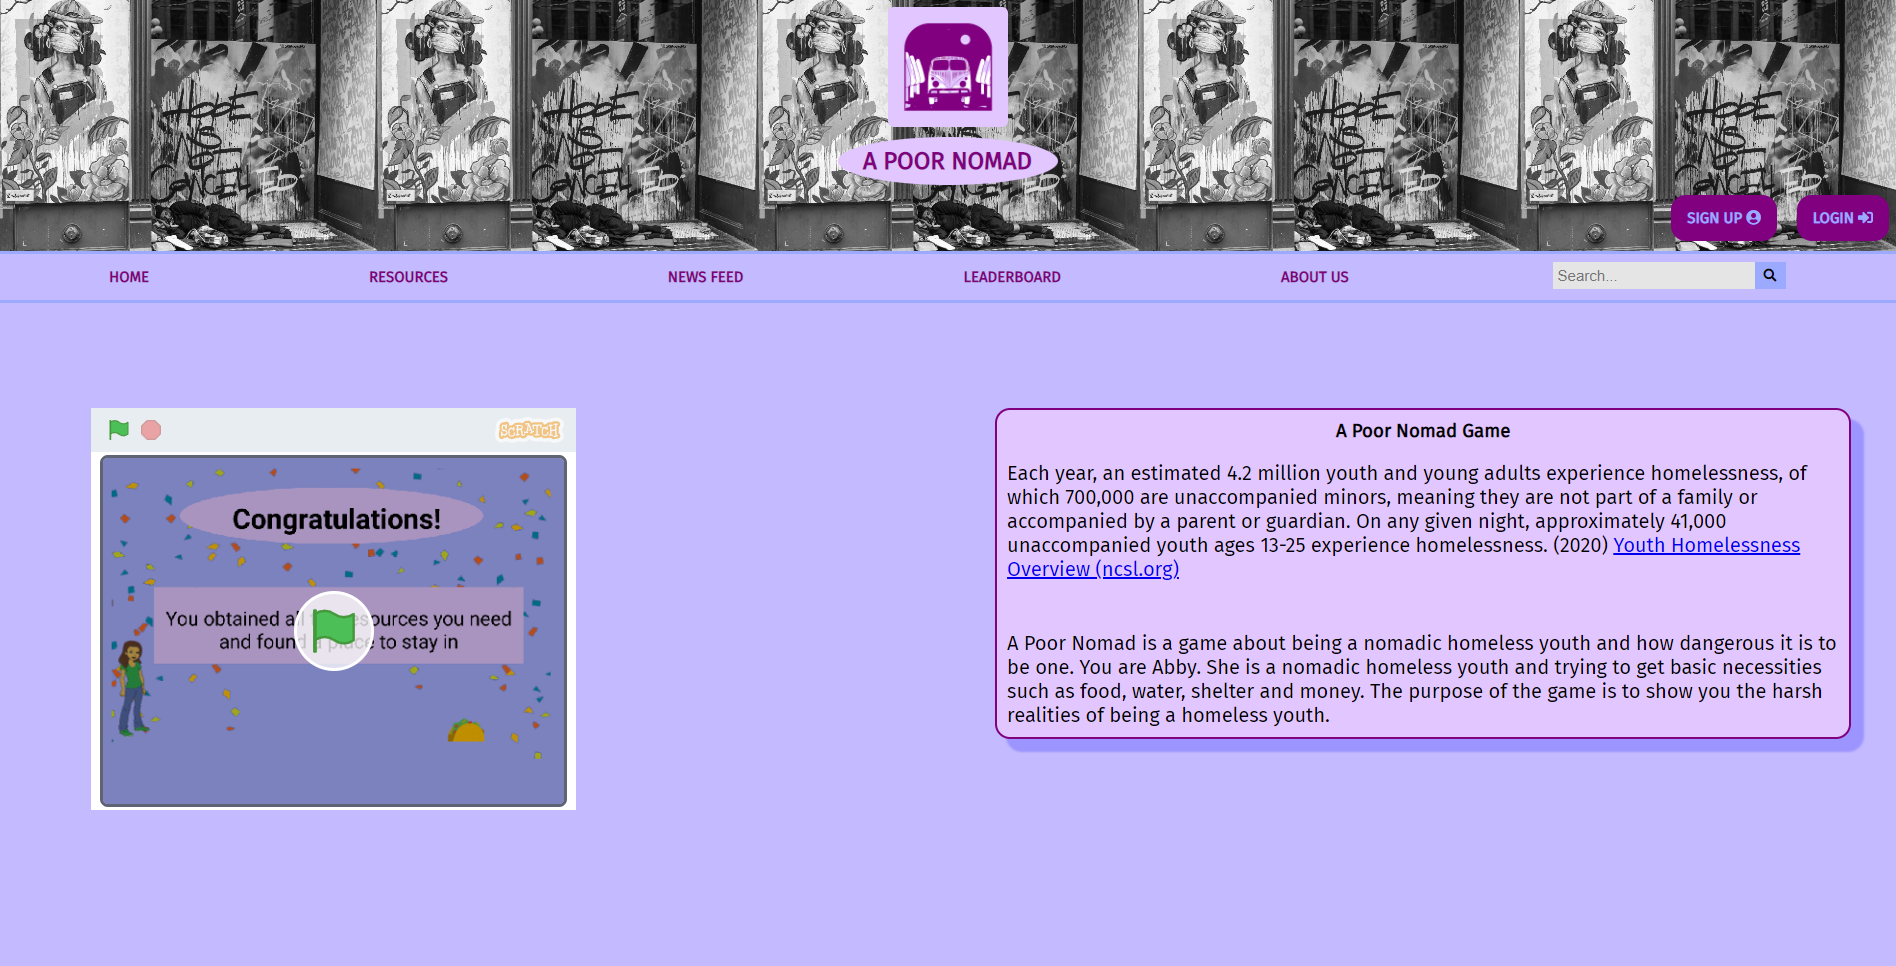 HOPE
HAS
BEEN
CANCELLED
A POOR NOMAD
SIGN UP
LOGIN
HOME
RESOURCES
NEWS FEED
LEADERBOARD
ABOUT US
Search...
SCRATCH
Congratulations!
You obtained all resources you need
and found a place to stay in
A Poor Nomad Game
Each year, an estimated 4.2 million youth and young adults experience homelessness, of
which 700,000 are unaccompanied minors, meaning they are not part of a family or
accompanied by a parent or guardian. On any given night, approximately 41,000
unaccompanied youth ages 13-25 experience homelessness. (2020) Youth Homelessness
Overview (ncsl.org)
A Poor Nomad is a game about being a nomadic homeless youth and how dangerous it is to
be one. You are Abby. She is a nomadic homeless youth and trying to get basic necessities
such as food, water, shelter and money. The purpose of the game is to show you the harsh
realities of being a homeless youth.